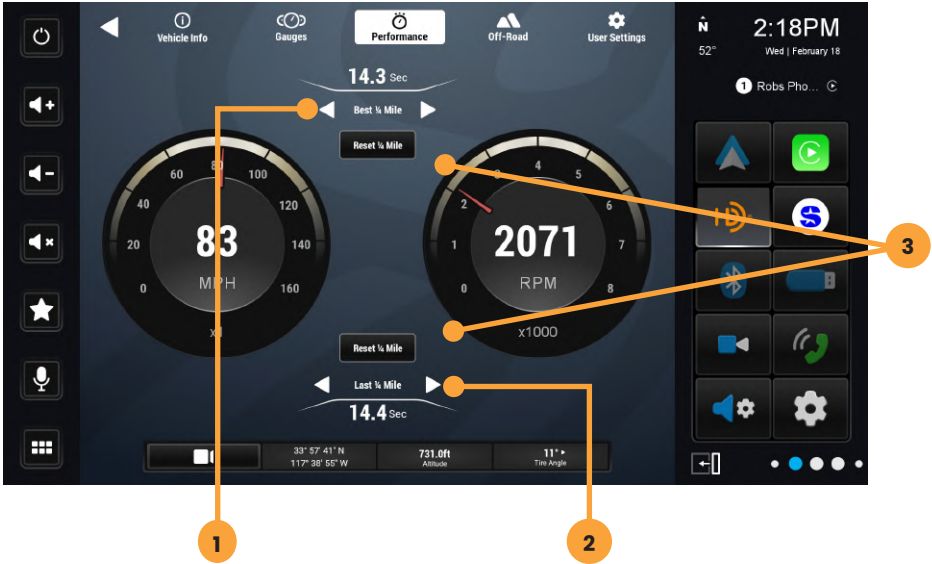 Vehicle Info
Gauges
Performance
Off-Road
User Settings
N
52°
2:18PM
Wed | February 18
1 Robs Pho...
14.3 Sec
Best ¼ Mile
Reset ¼ Mile
0
20
40
60
80
100
120
140
160
83
MPH
x1
0
1
2
3
4
5
6
7
8
2071
RPM
x1000
HD
S
Reset ¼ Mile
Last ¼ Mile
14.4 Sec
33° 57' 41" N
117° 38' 55" W
731.0ft
Altitude
11° ▸
Tire Angle
1
2
3